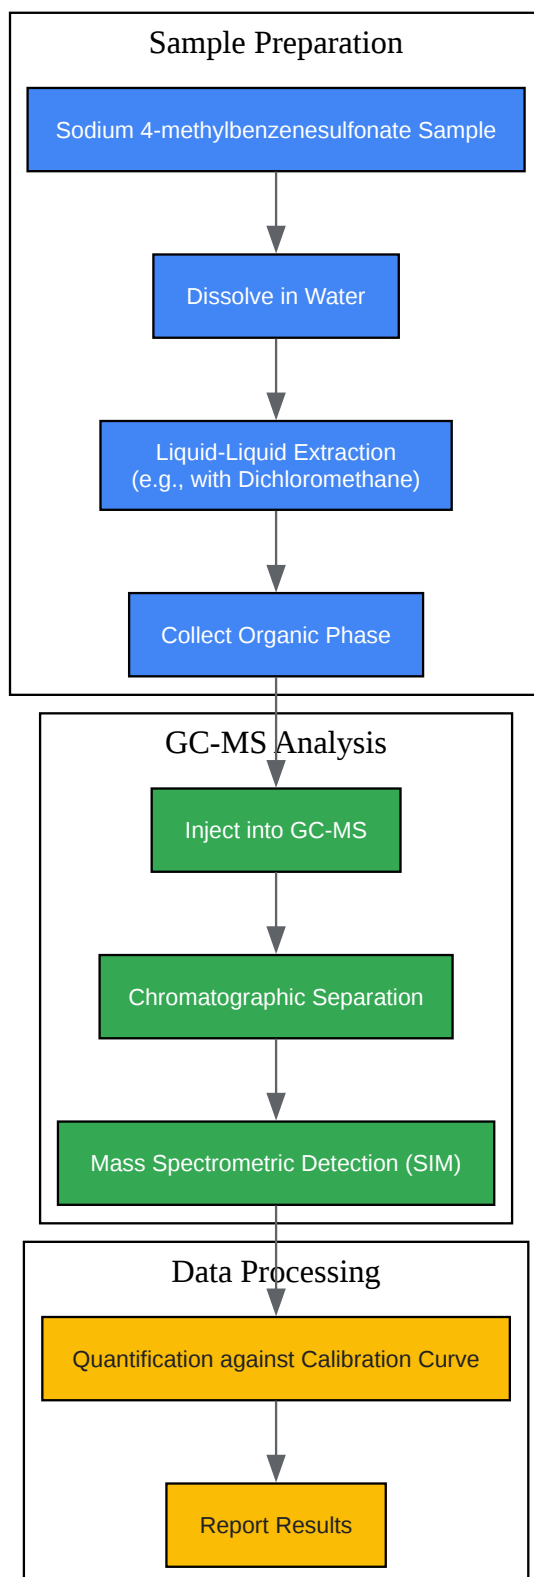 Sample Preparation
Sodium 4-methylbenzenesulfonate Sample
Dissolve in Water
Liquid-Liquid Extraction
(e.g., with Dichloromethane)
Collect Organic Phase
GC-MS Analysis
Inject into GC-MS
Chromatographic Separation
Mass Spectrometric Detection (SIM)
Data Processing
Quantification against Calibration Curve
Report Results